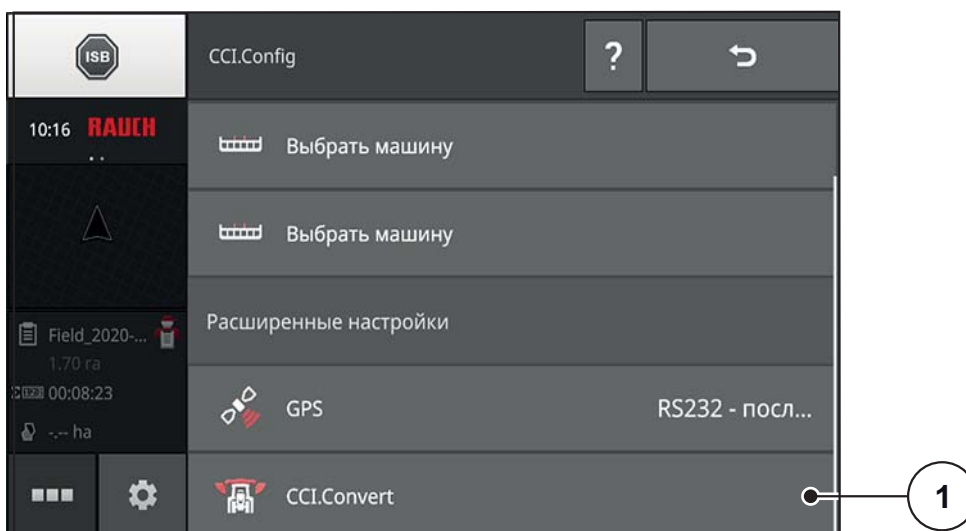 ISB
CCI.Config
?
10:16 RAUCH
Выбрать машину
Выбрать машину
Расширенные настройки
Field_2020-...
1.70 га
00:08:23
GPS
RS232 - посл...
-.-- ha
CCI.Convert
1